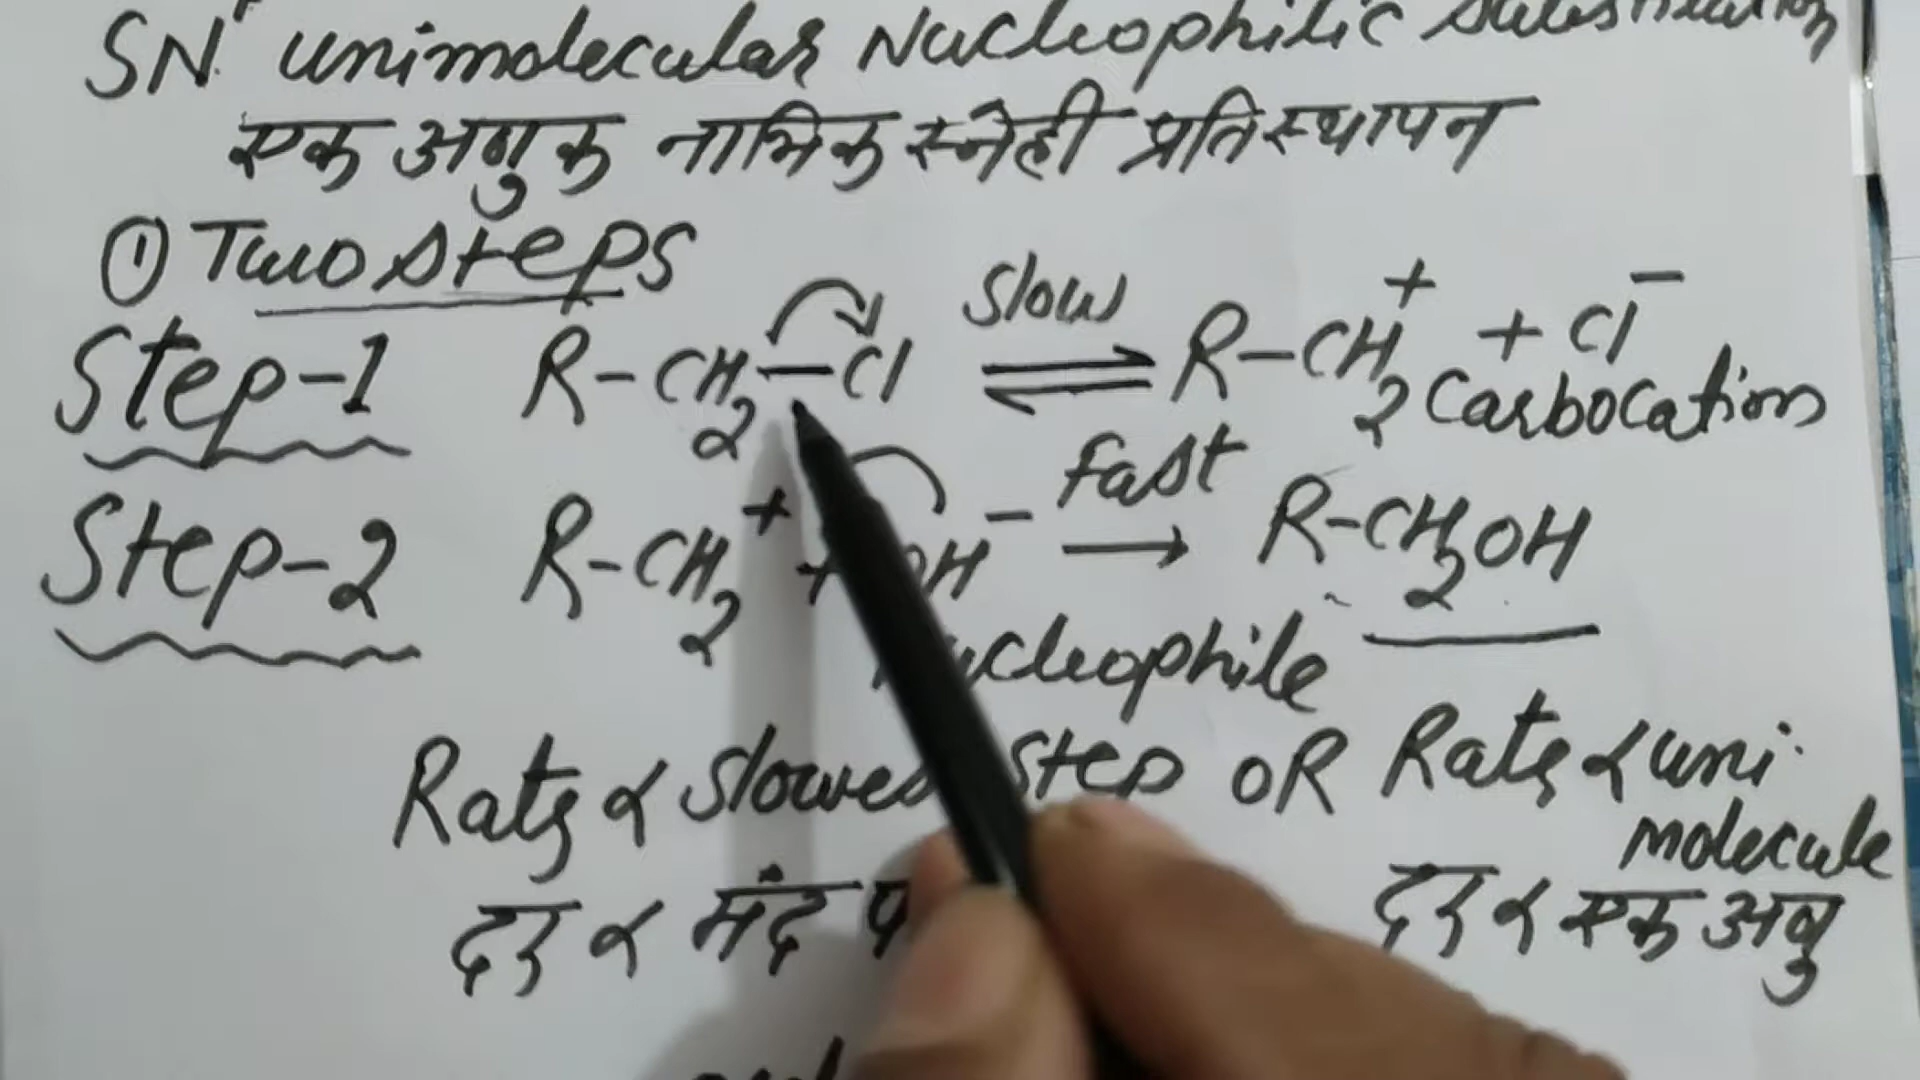 SN¹ unimolecular Nucleophilic Substitution
एक अणुक नाभिक स्नेही प्रतिस्थापन
① Two Steps
Step-1 R-CH₂-Cl ⇌ Slow R-CH₂⁺ + Cl⁻
Carbocation
Step-2 R-CH₂⁺ + OH⁻ → Fast R-CH₂OH
Nucleophile
Rate ∝ Slowest Step OR Rate ∝ uni
molecule
दर ∝ मंद दर ∝ एक अणु